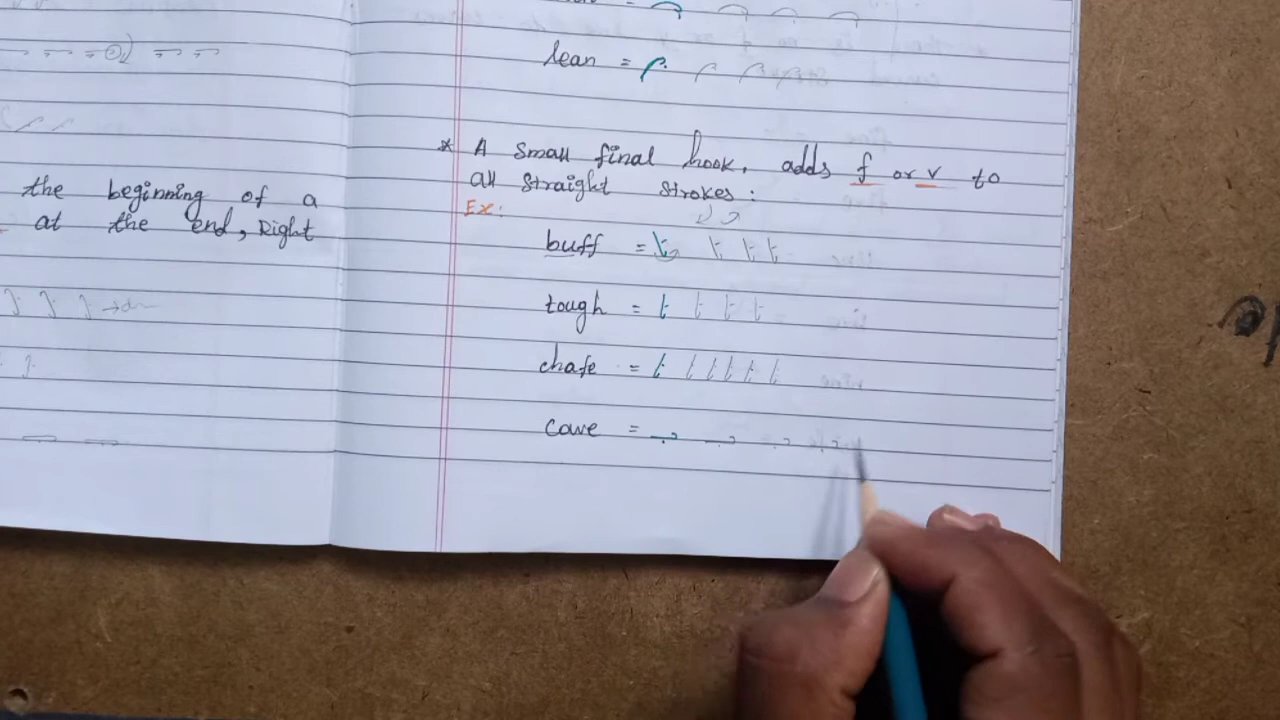 the beginning of a
at the end, Right
lean =
* A small final hook, adds f or v to
all straight strokes:
Ex:
buff =
tough =
chafe =
cave =